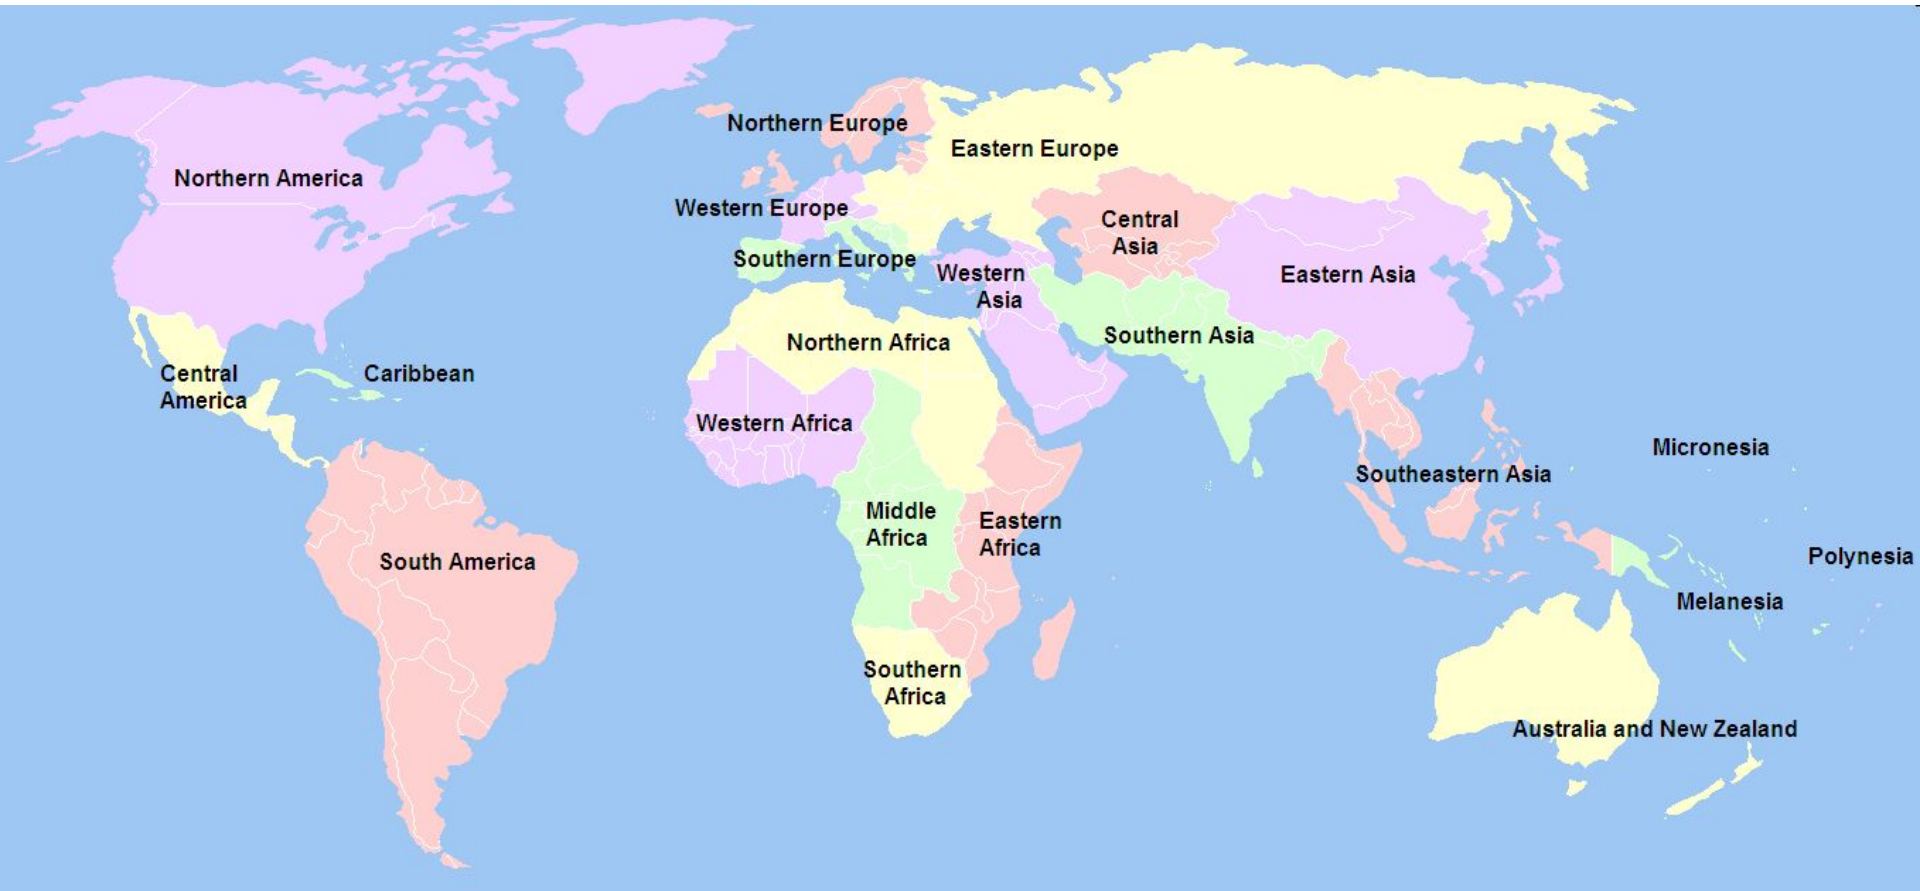 Northern Europe
Eastern Europe
Northern America
Western Europe
Central
Asia
Southern Europe
Western
Asia
Eastern Asia
Southern Asia
Northern Africa
Central
America
Caribbean
Western Africa
Micronesia
Southeastern Asia
Middle
Africa
Eastern
Africa
South America
Polynesia
Melanesia
Southern
Africa
Australia and New Zealand